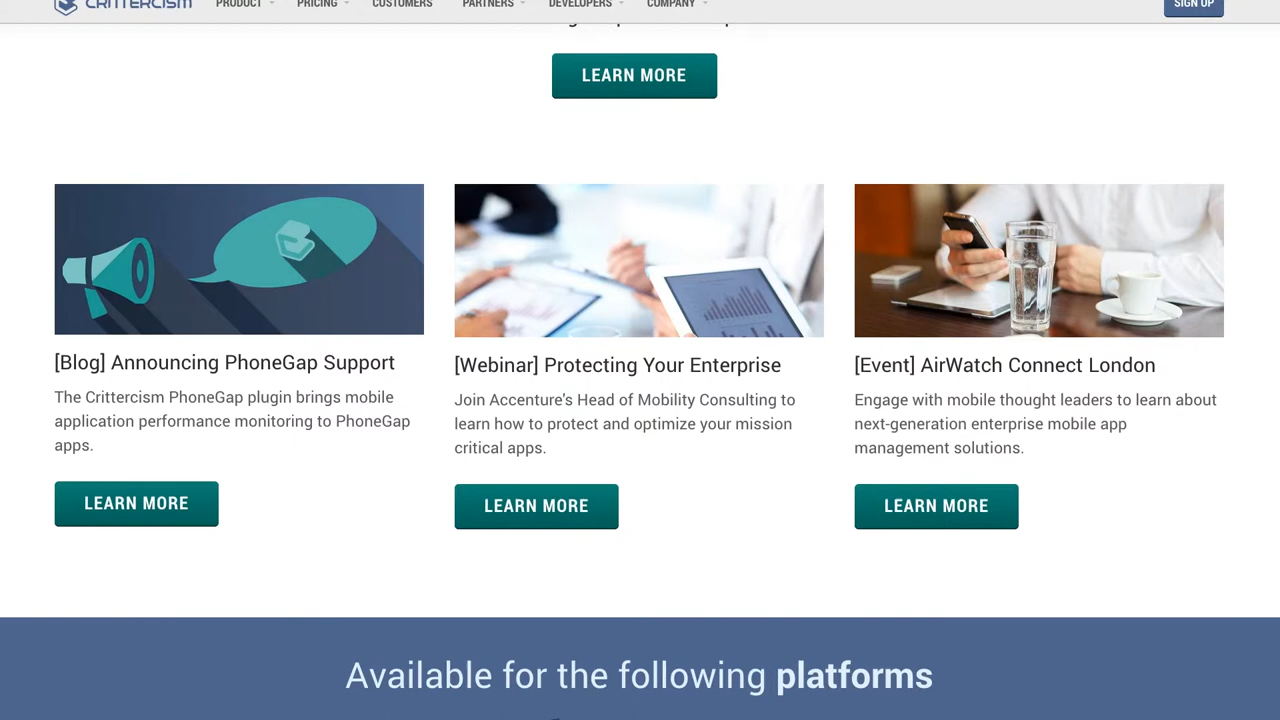 CRITTERCISM PRODUCT PRICING CUSTOMERS PARTNERS DEVELOPERS COMPANY SIGN UP
LEARN MORE
[Blog] Announcing PhoneGap Support
The Crittercism PhoneGap plugin brings mobile
application performance monitoring to PhoneGap
apps.
LEARN MORE
[Webinar] Protecting Your Enterprise
Join Accenture's Head of Mobility Consulting to
learn how to protect and optimize your mission
critical apps.
LEARN MORE
[Event] AirWatch Connect London
Engage with mobile thought leaders to learn about
next-generation enterprise mobile app
management solutions.
LEARN MORE
Available for the following platforms